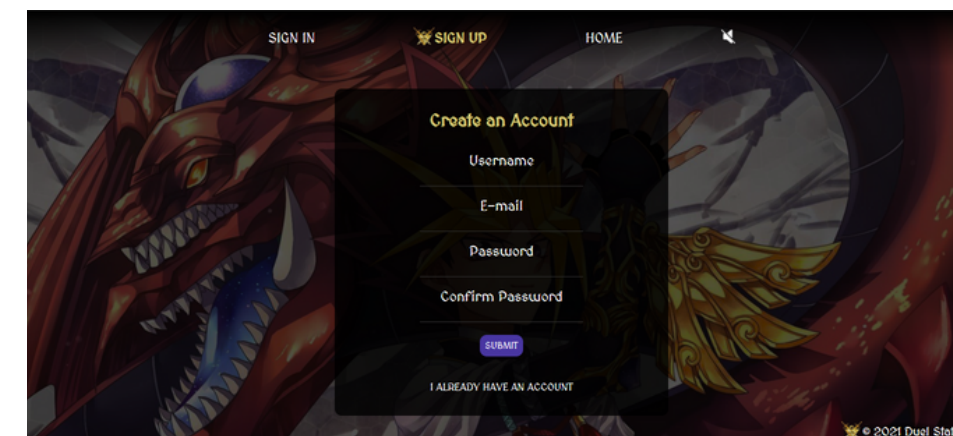 SIGN IN SIGN UP HOME
Create an Account
Username
E-mail
Password
Confirm Password
SUBMIT
I ALREADY HAVE AN ACCOUNT
© 2021 Duel Stat